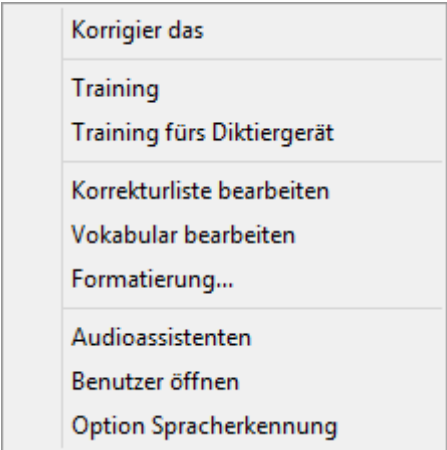 Korrigier das
Training
Training fürs Diktiergerät
Korrekturliste bearbeiten
Vokabular bearbeiten
Formatierung...
Audioassistenten
Benutzer öffnen
Option Spracherkennung